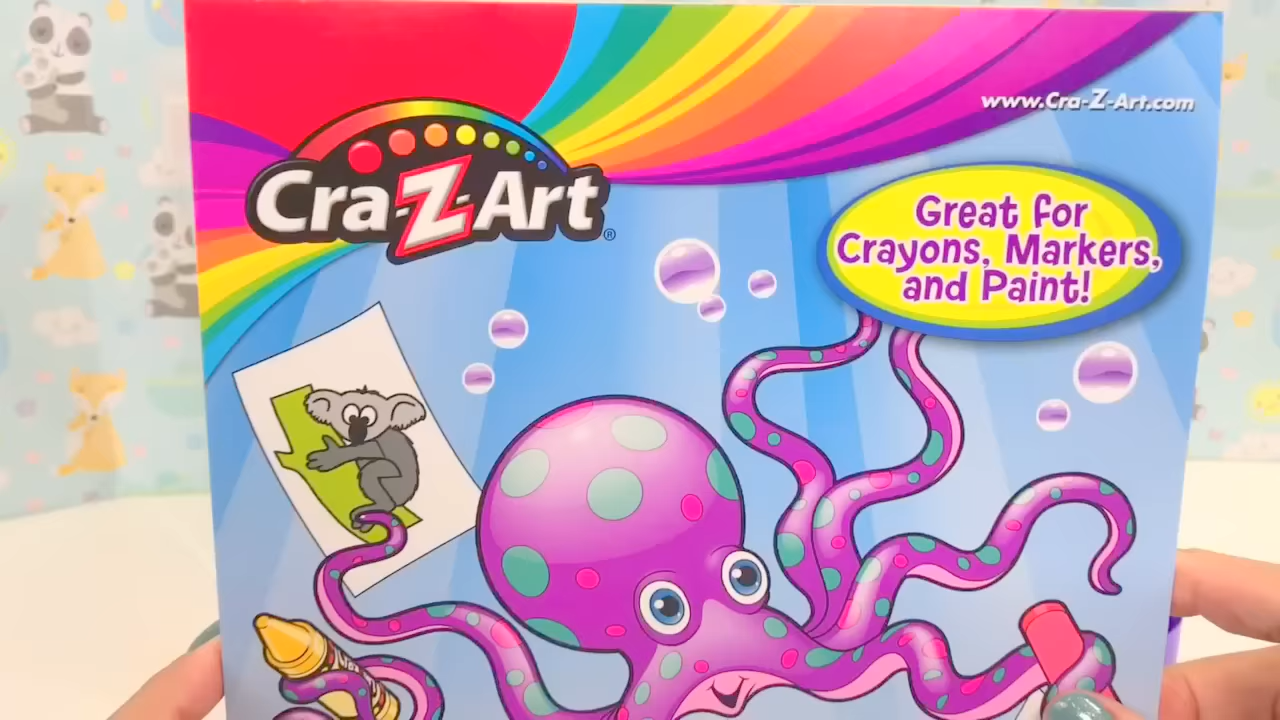 www.Cra-Z-Art.com
Cra-Z-Art®
Great for
Crayons, Markers,
and Paint!